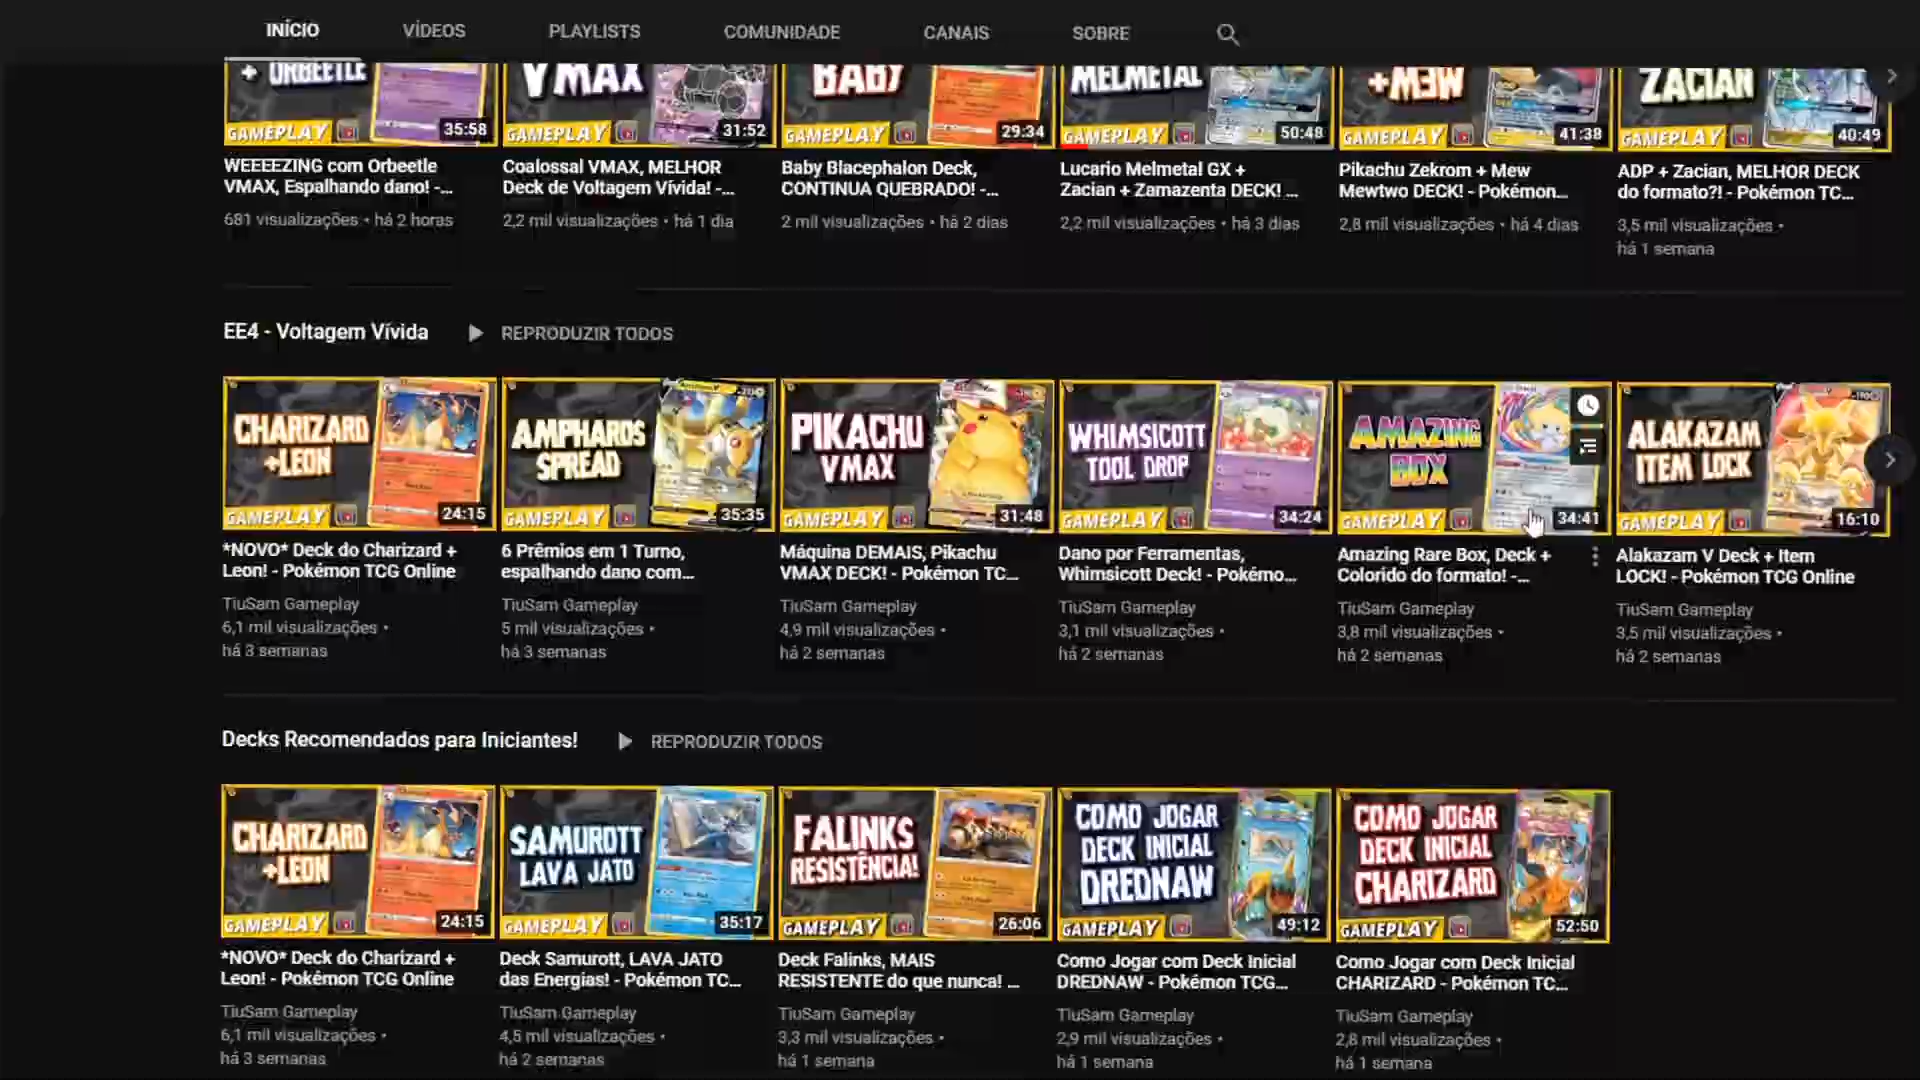 INÍCIO VÍDEOS PLAYLISTS COMUNIDADE CANAIS SOBRE
+ ORBEETLE VMAX BABY MELMETAL +MEW ZACIAN
GAMEPLAY 35:58 GAMEPLAY 31:52 GAMEPLAY 29:34 GAMEPLAY 50:48 GAMEPLAY 41:38 GAMEPLAY 40:49
WEEEEZING com Orbeetle
VMAX, Espalhando dano! -...
681 visualizações • há 2 horas
Coalossal VMAX, MELHOR
Deck de Voltagem Vívida! -...
2,2 mil visualizações • há 1 dia
Baby Blacephalon Deck,
CONTINUA QUEBRADO! -...
2 mil visualizações • há 2 dias
Lucario Melmetal GX +
Zacian + Zamazenta DECK! ...
2,2 mil visualizações • há 3 dias
Pikachu Zekrom + Mew
Mewtwo DECK! - Pokémon...
2,8 mil visualizações • há 4 dias
ADP + Zacian, MELHOR DECK
do formato?! - Pokémon TC...
3,5 mil visualizações •
há 1 semana
EE4 - Voltagem Vívida REPRODUZIR TODOS
CHARIZARD
+LEON
GAMEPLAY 24:15
AMPHAROS
SPREAD
GAMEPLAY 35:35
PIKACHU
VMAX
GAMEPLAY 31:48
WHIMSICOTT
TOOL DROP
GAMEPLAY 34:24
AMAZING
BOX
GAMEPLAY 34:41
ALAKAZAM
ITEM LOCK
GAMEPLAY 16:10
*NOVO* Deck do Charizard +
Leon! - Pokémon TCG Online
TiuSam Gameplay
6,1 mil visualizações •
há 3 semanas
6 Prêmios em 1 Turno,
espalhando dano com...
TiuSam Gameplay
5 mil visualizações •
há 3 semanas
Máquina DEMAIS, Pikachu
VMAX DECK! - Pokémon TC...
TiuSam Gameplay
4,9 mil visualizações •
há 2 semanas
Dano por Ferramentas,
Whimsicott Deck! - Pokémo...
TiuSam Gameplay
3,1 mil visualizações •
há 2 semanas
Amazing Rare Box, Deck +
Colorido do formato! -...
TiuSam Gameplay
3,8 mil visualizações •
há 2 semanas
Alakazam V Deck + Item
LOCK! - Pokémon TCG Online
TiuSam Gameplay
3,5 mil visualizações •
há 2 semanas
Decks Recomendados para Iniciantes! REPRODUZIR TODOS
CHARIZARD
+LEON
GAMEPLAY 24:15
SAMUROTT
LAVA JATO
GAMEPLAY 35:17
FALINKS
RESISTÊNCIA!
GAMEPLAY 26:06
COMO JOGAR
DECK INICIAL
DREDNAW
GAMEPLAY 49:12
COMO JOGAR
DECK INICIAL
CHARIZARD
GAMEPLAY 52:50
*NOVO* Deck do Charizard +
Leon! - Pokémon TCG Online
TiuSam Gameplay
6,1 mil visualizações •
há 3 semanas
Deck Samurott, LAVA JATO
das Energias! - Pokémon TC...
TiuSam Gameplay
4,5 mil visualizações •
há 2 semanas
Deck Falinks, MAIS
RESISTENTE do que nunca! ...
TiuSam Gameplay
3,3 mil visualizações •
há 1 semana
Como Jogar com Deck Inicial
DREDNAW - Pokémon TCG...
TiuSam Gameplay
2,9 mil visualizações •
há 1 semana
Como Jogar com Deck Inicial
CHARIZARD - Pokémon TC...
TiuSam Gameplay
2,8 mil visualizações •
há 1 semana